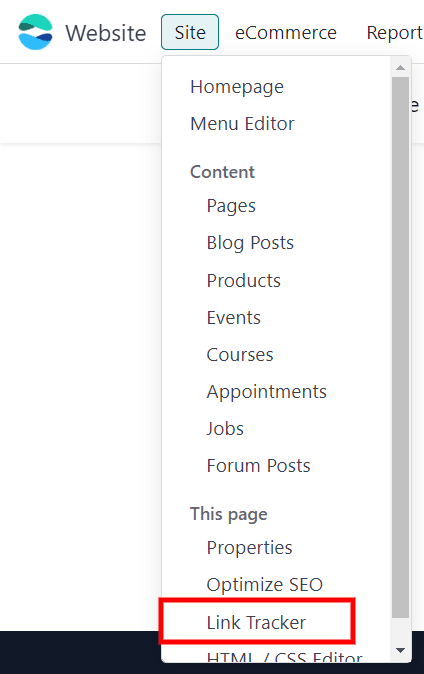 Website Site eCommerce Report
Homepage
Menu Editor
Content
Pages
Blog Posts
Products
Events
Courses
Appointments
Jobs
Forum Posts
This page
Properties
Optimize SEO
Link Tracker
HTML / CSS Editor